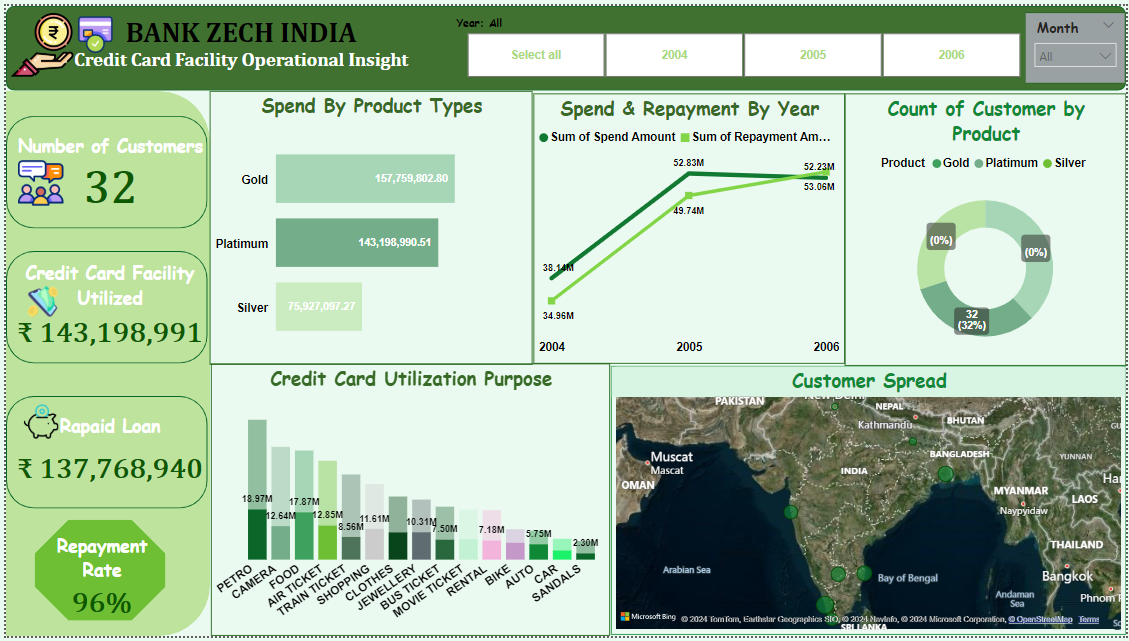 BANK ZECH INDIA
Credit Card Facility Operational Insight
Year: All
Select all
2004
2005
2006
Month
All
Number of Customers
32
Credit Card Facility
Utilized
₹ 143,198,991
Rapaid Loan
₹ 137,768,940
Repayment
Rate
96%
Spend By Product Types
Gold
157,759,802.80
Platinum
143,198,990.51
Silver
75,927,097.27
Spend & Repayment By Year
Sum of Spend Amount
Sum of Repayment Am...
52.83M
52.23M
53.06M
49.74M
38.14M
34.96M
2004
2005
2006
Count of Customer by
Product
Product Gold Platinum Silver
(0%)
(0%)
32
(32%)
Credit Card Utilization Purpose
18.97M
12.64M
17.87M
12.85M
8.56M
11.61M
10.31M
7.50M
7.18M
5.75M
2.30M
PETRO
CAMERA
FOOD
AIR TICKET
TRAIN TICKET
SHOPPING
CLOTHES
JEWELLERY
BUS TICKET
MOVIE TICKET
RENTAL
BIKE
AUTO
CAR
SANDALS
Customer Spread
PAKISTAN
New Delhi
NEPAL
Kathmandu
BHUTAN
BANGLADESH
YUNNAN
Muscat
Mascat
OMAN
INDIA
MYANMAR
Naypyidaw
LAOS
THAILAND
Bangkok
Arabian Sea
Bay of Bengal
Andaman
Sea
SRI LANKA
Microsoft Bing
© 2024 TomTom, Earthstar Geographics SIO, © 2024 NavInfo, © 2024 Microsoft Corporation, © OpenStreetMap Terms